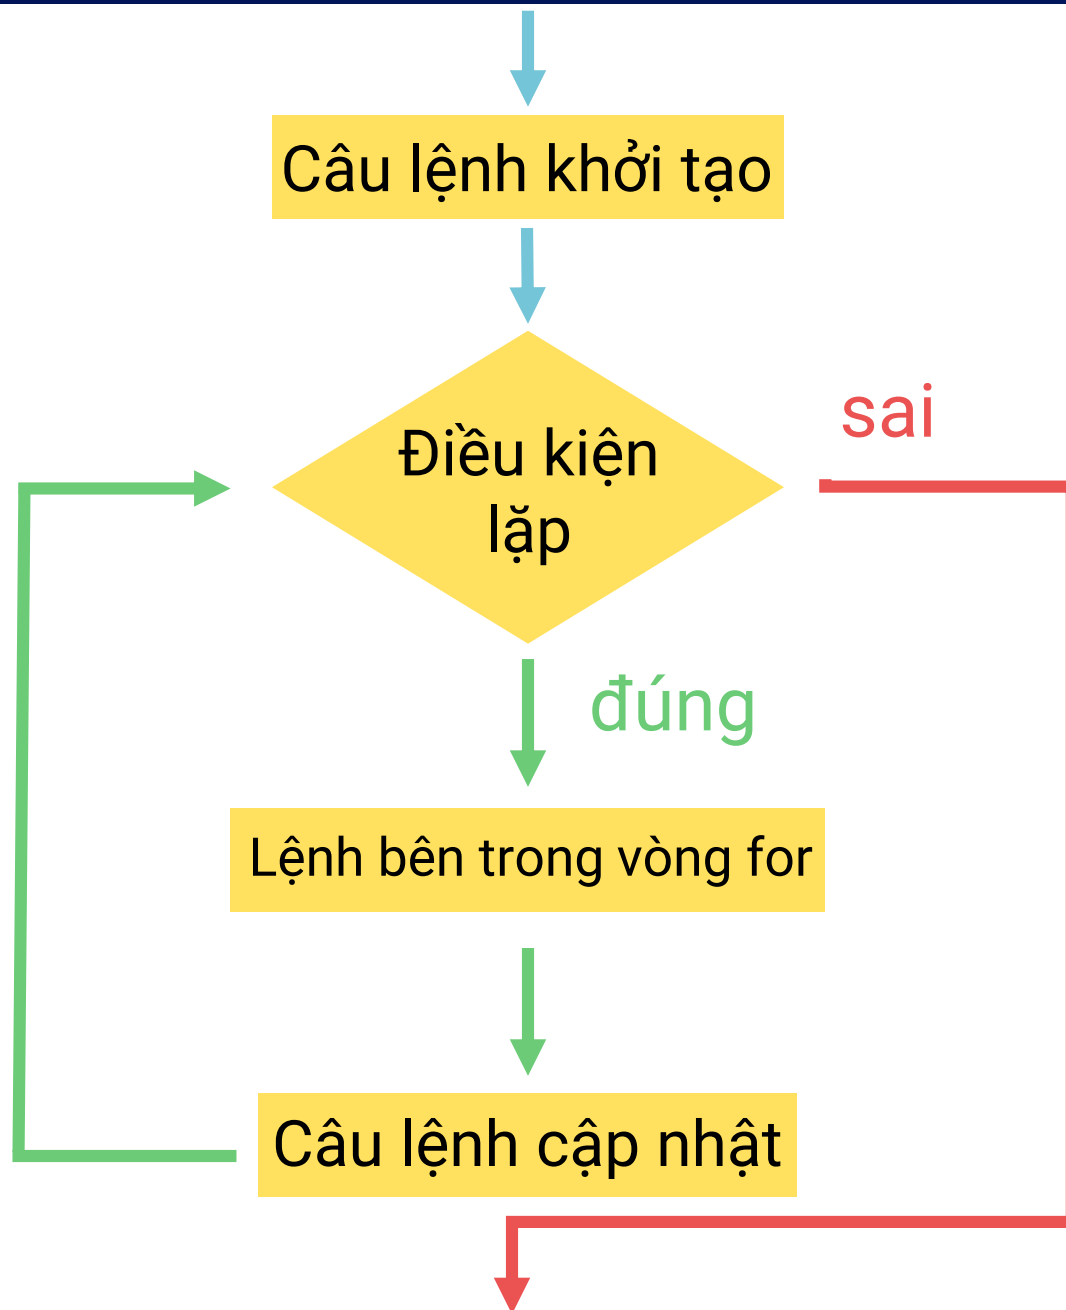 Câu lệnh khởi tạo
Điều kiện
lặp
sai
đúng
Lệnh bên trong vòng for
Câu lệnh cập nhật